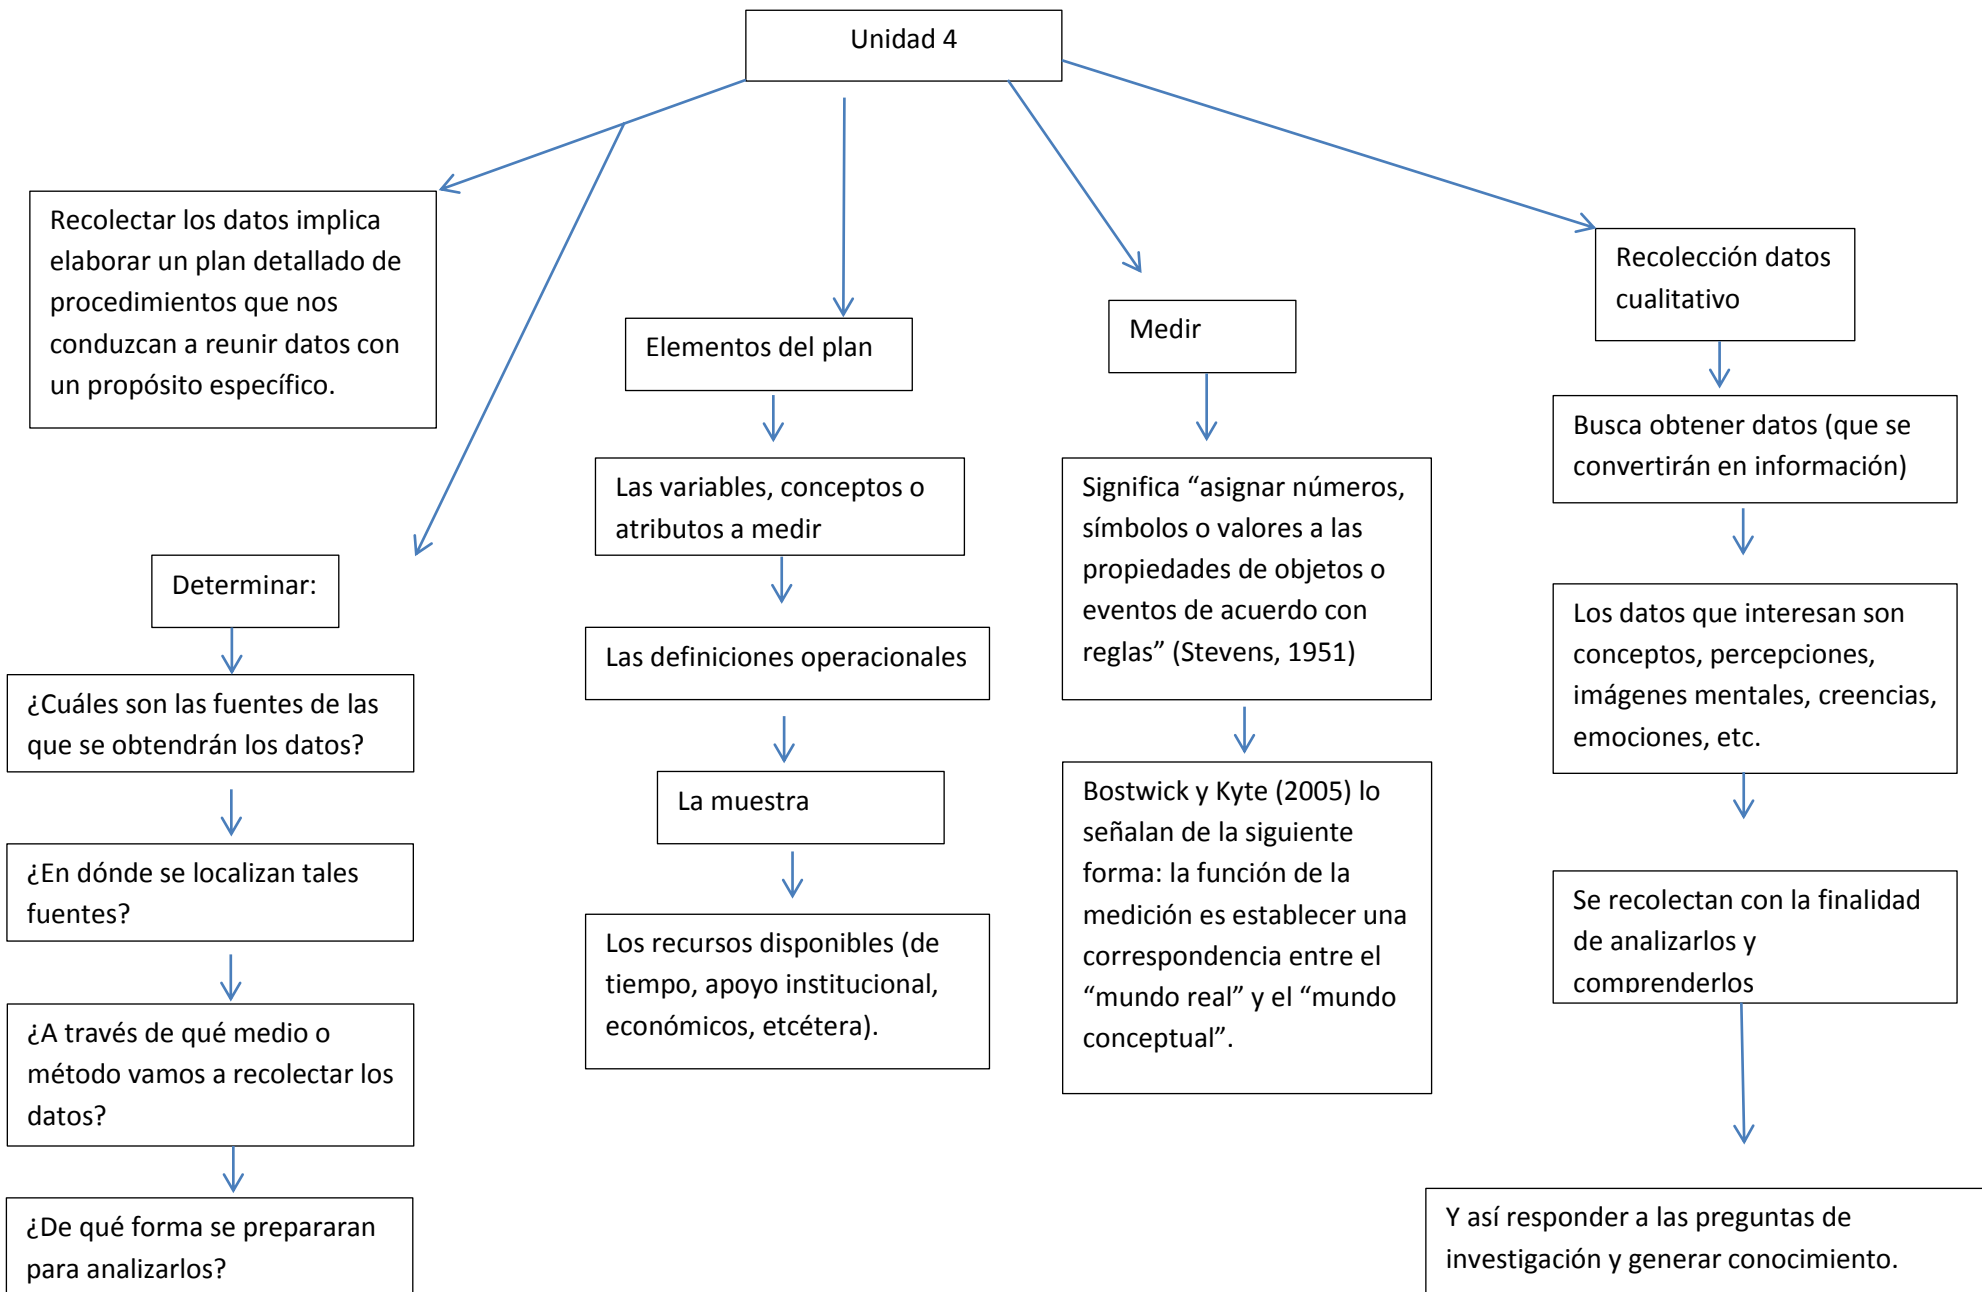 Unidad 4
Recolectar los datos implica
elaborar un plan detallado de
procedimientos que nos
conduzcan a reunir datos con
un propósito específico.
Determinar:
¿Cuáles son las fuentes de las
que se obtendrán los datos?
¿En dónde se localizan tales
fuentes?
¿A través de qué medio o
método vamos a recolectar los
datos?
¿De qué forma se prepararan
para analizarlos?
Elementos del plan
Las variables, conceptos o
atributos a medir
Las definiciones operacionales
La muestra
Los recursos disponibles (de
tiempo, apoyo institucional,
económicos, etcétera).
Medir
Significa “asignar números,
símbolos o valores a las
propiedades de objetos o
eventos de acuerdo con
reglas” (Stevens, 1951)
Bostwick y Kyte (2005) lo
señalan de la siguiente
forma: la función de la
medición es establecer una
correspondencia entre el
“mundo real” y el “mundo
conceptual”.
Recolección datos
cualitativo
Busca obtener datos (que se
convertirán en información)
Los datos que interesan son
conceptos, percepciones,
imágenes mentales, creencias,
emociones, etc.
Se recolectan con la finalidad
de analizarlos y
comprenderlos
Y así responder a las preguntas de
investigación y generar conocimiento.